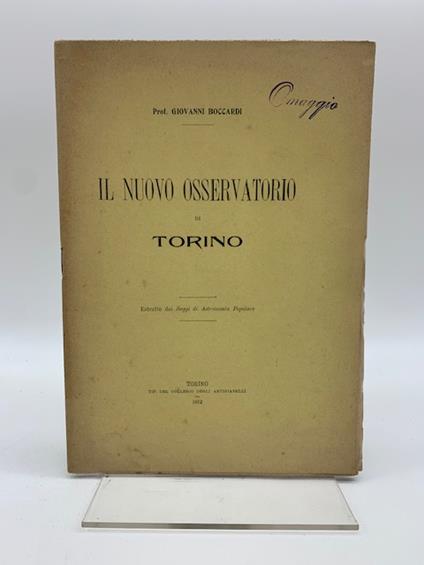 Omaggio
Prof. GIOVANNI BOCCARDI
IL NUOVO OSSERVATORIO
DI
TORINO
Estratto dai Saggi di Astronomia Popolare
TORINO
TIP. DEL COLLEGIO DEGLI ARTIGIANELLI
1912